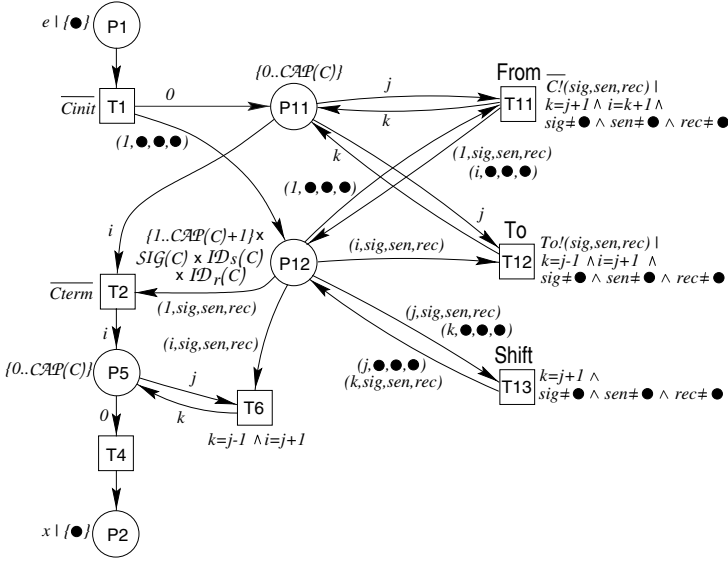 e | {●}
P1
Cinit
T1
0
(1,●,●,●)
{0..CAP(C)}
P11
j
k
From
T11
C!(sig,sen,rec) |
k=j+1 ∧ i=k+1 ∧
sig≠● ∧ sen≠● ∧ rec≠●
k
(1,sig,sen,rec)
(i,●,●,●)
(1,●,●,●)
j
i
{1..CAP(C)+1}x
SIG(C) x IDs(C)
x IDr(C)
P12
(i,sig,sen,rec)
To
T12
To!(sig,sen,rec) |
k=j-1 ∧i=j+1 ∧
sig≠● ∧ sen≠● ∧ rec≠●
Cterm
T2
(1,sig,sen,rec)
(j,sig,sen,rec)
(k,●,●,●)
i
(i,sig,sen,rec)
(j,●,●,●)
(k,sig,sen,rec)
Shift
T13
k=j+1 ∧
sig≠● ∧ sen≠● ∧ rec≠●
{0..CAP(C)}
P5
j
k
T6
k=j-1 ∧i=j+1
0
T4
x | {●}
P2